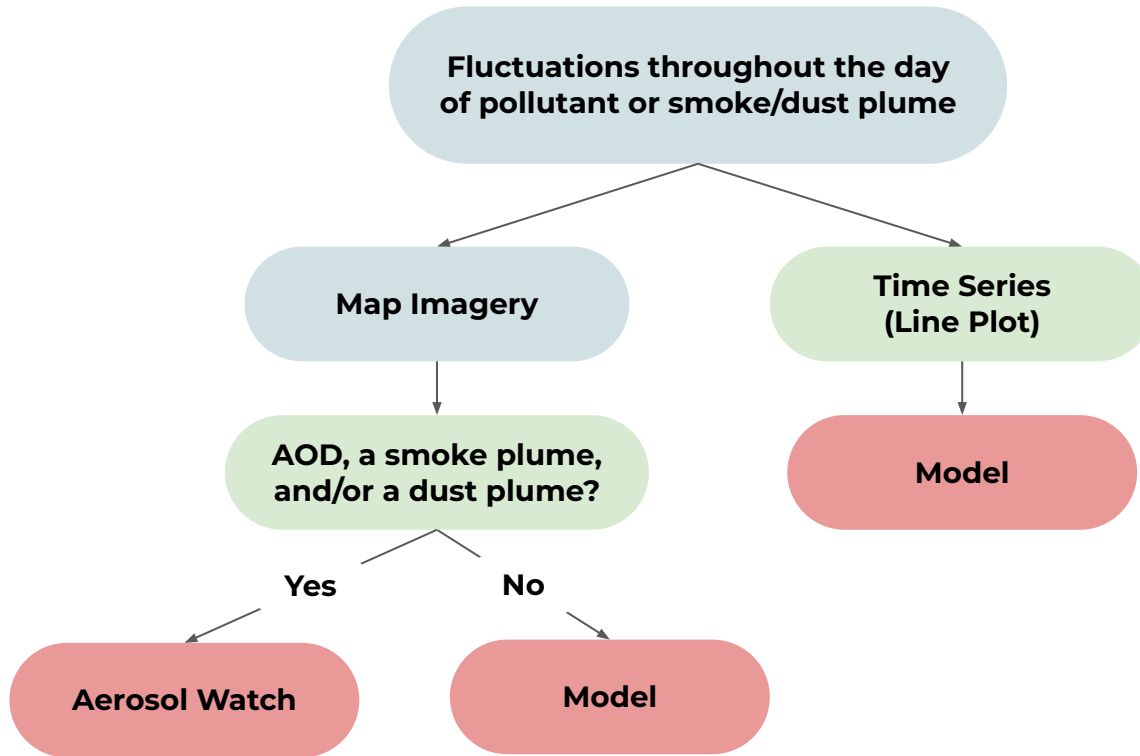 Fluctuations throughout the day
of pollutant or smoke/dust plume
Map Imagery
Time Series
(Line Plot)
AOD, a smoke plume,
and/or a dust plume?
Model
Yes
No
Aerosol Watch
Model